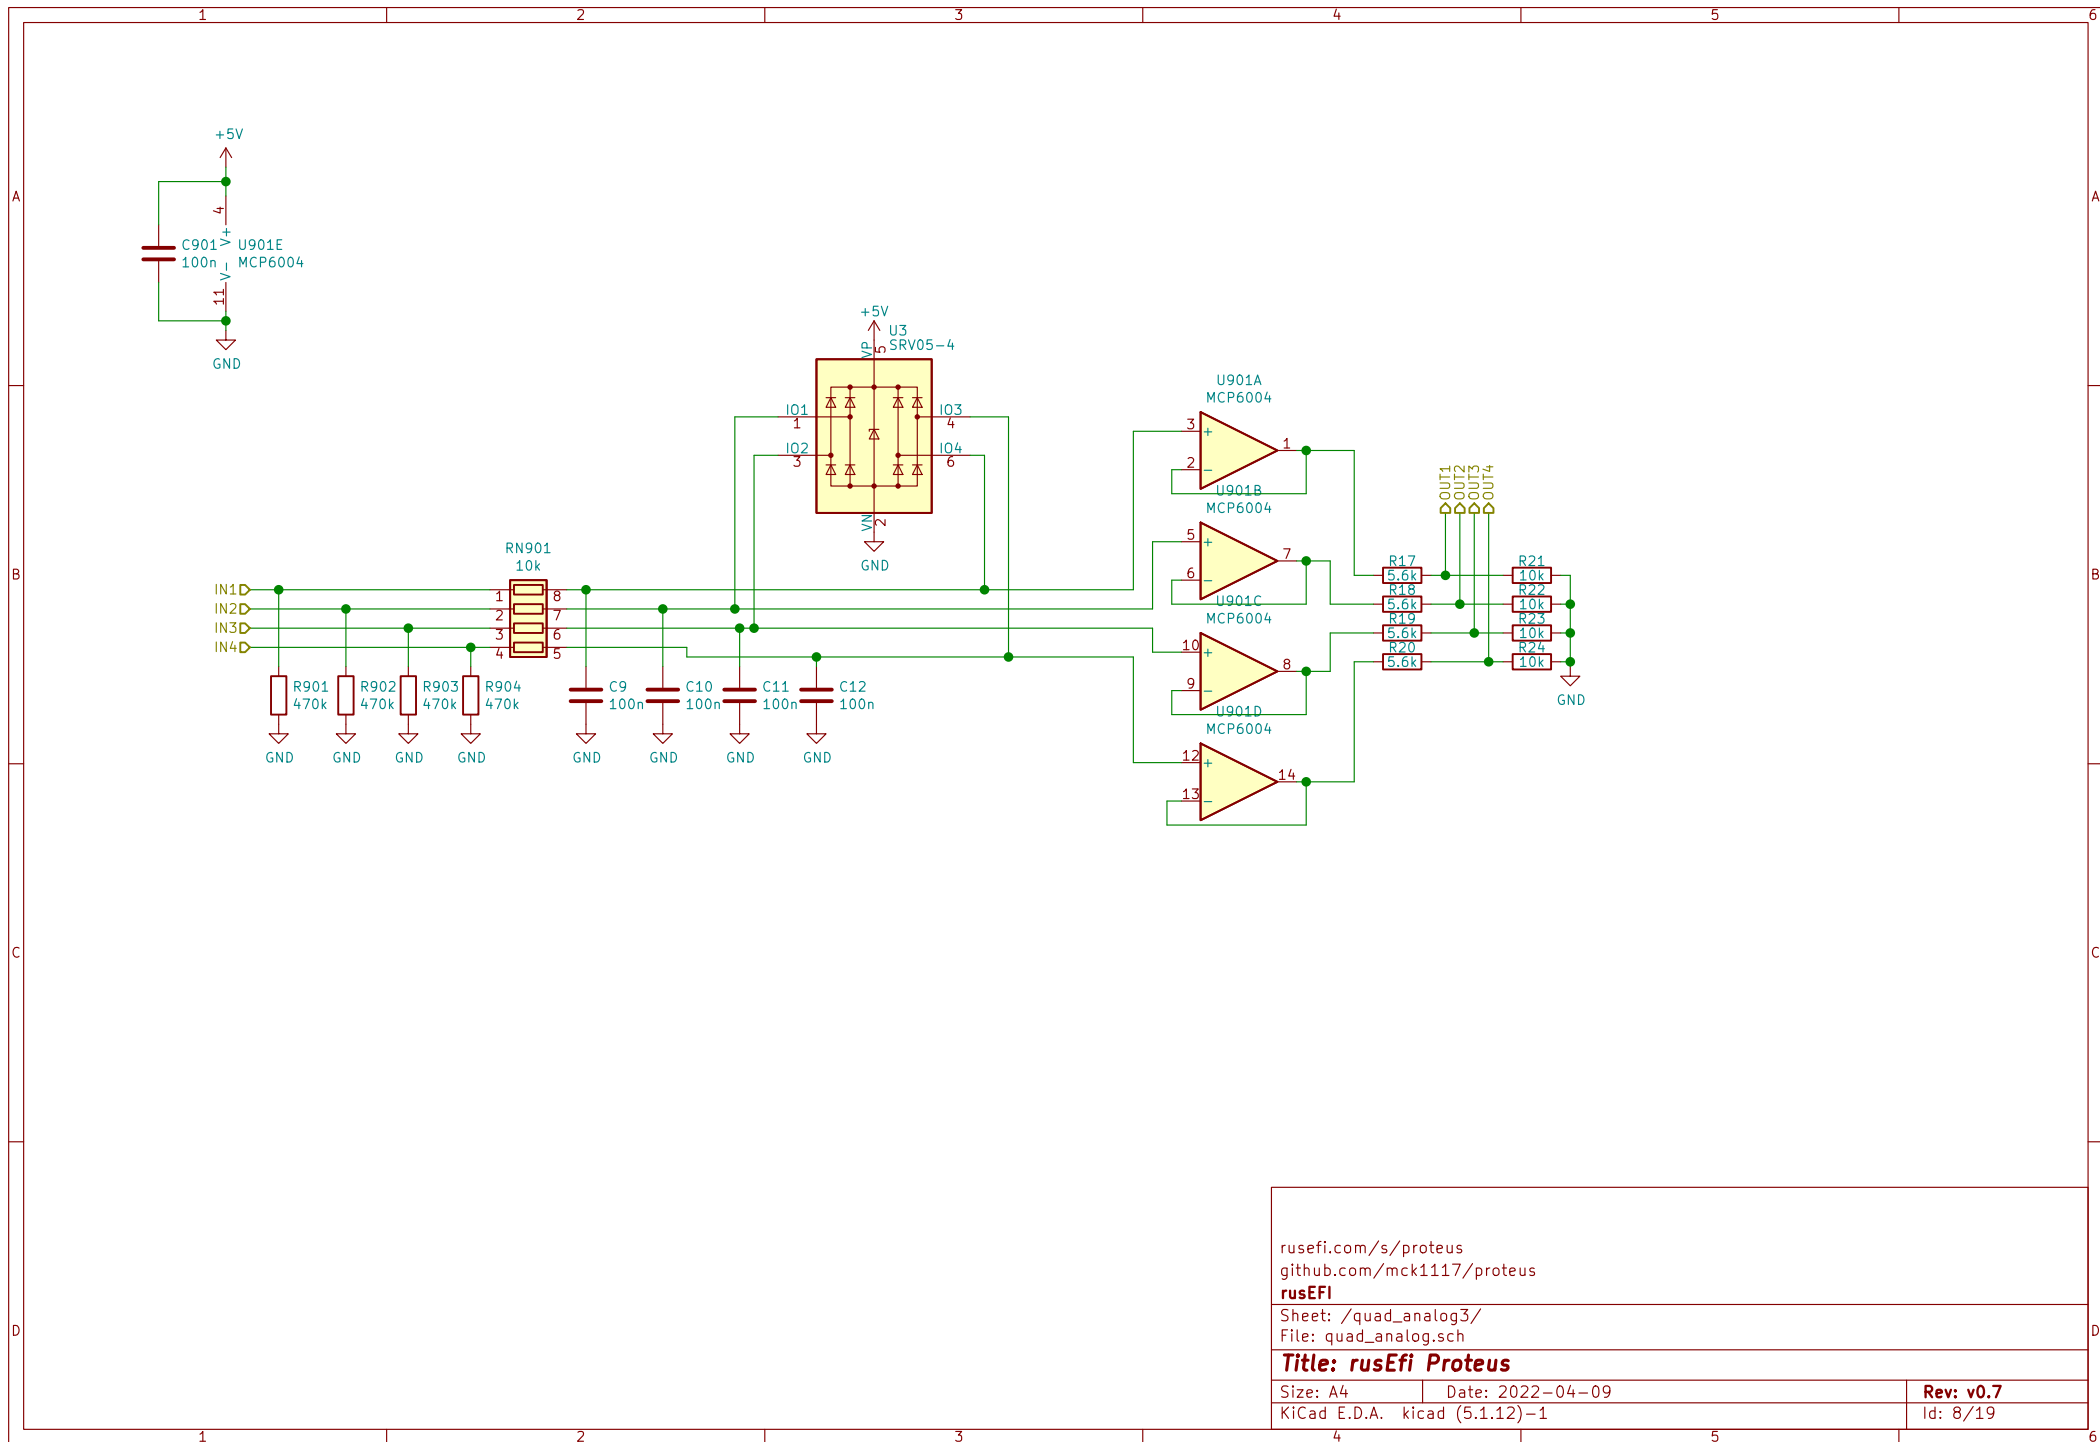 1 2 3 4 5 6
A A
B B
C C
D D
+5V
4
V+
C901
100n
U901E
MCP6004
V-
11
GND
+5V
U3
SRV05-4
VP
5
IO1
1
IO2
3
IO3
4
IO4
6
VN
2
GND
IN1
IN2
IN3
IN4
RN901
10k
1 8
2 7
3 6
4 5
R901
470k
R902
470k
R903
470k
R904
470k
C9
100n
C10
100n
C11
100n
C12
100n
GND GND GND GND GND GND GND GND
U901A
MCP6004
3
+
2
-
1
U901B
MCP6004
5
+
6
-
7
U901C
MCP6004
10
+
9
-
8
U901D
MCP6004
12
+
13
-
14
OUT1
OUT2
OUT3
OUT4
R17
5.6k
R18
5.6k
R19
5.6k
R20
5.6k
R21
10k
R22
10k
R23
10k
R24
10k
GND
rusefi.com/s/proteus
github.com/mck1117/proteus
rusEFI
Sheet: /quad_analog3/
File: quad_analog.sch
Title: rusEfi Proteus
Size: A4 Date: 2022-04-09 Rev: v0.7
KiCad E.D.A. kicad (5.1.12)-1 Id: 8/19
1 2 3 4 5 6